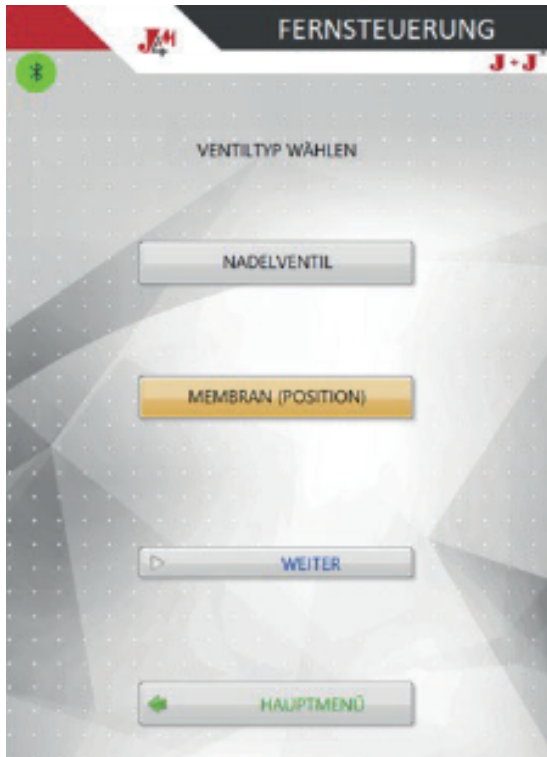 FERNSTEUERUNG
J+J
VENTILTYP WÄHLEN
NADELVENTIL
MEMBRAN (POSITION)
WEITER
HAUPTMENÜ